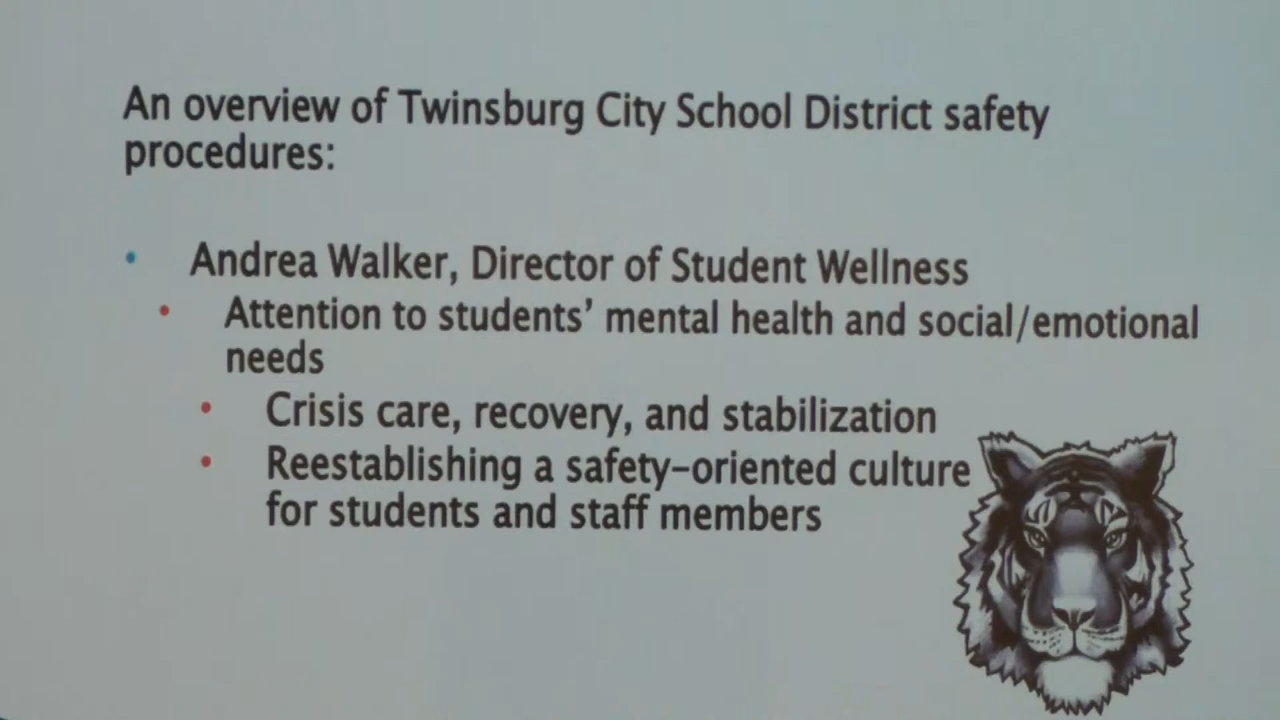 An overview of Twinsburg City School District safety
procedures:
• Andrea Walker, Director of Student Wellness
• Attention to students’ mental health and social/emotional
needs
• Crisis care, recovery, and stabilization
• Reestablishing a safety-oriented culture
for students and staff members